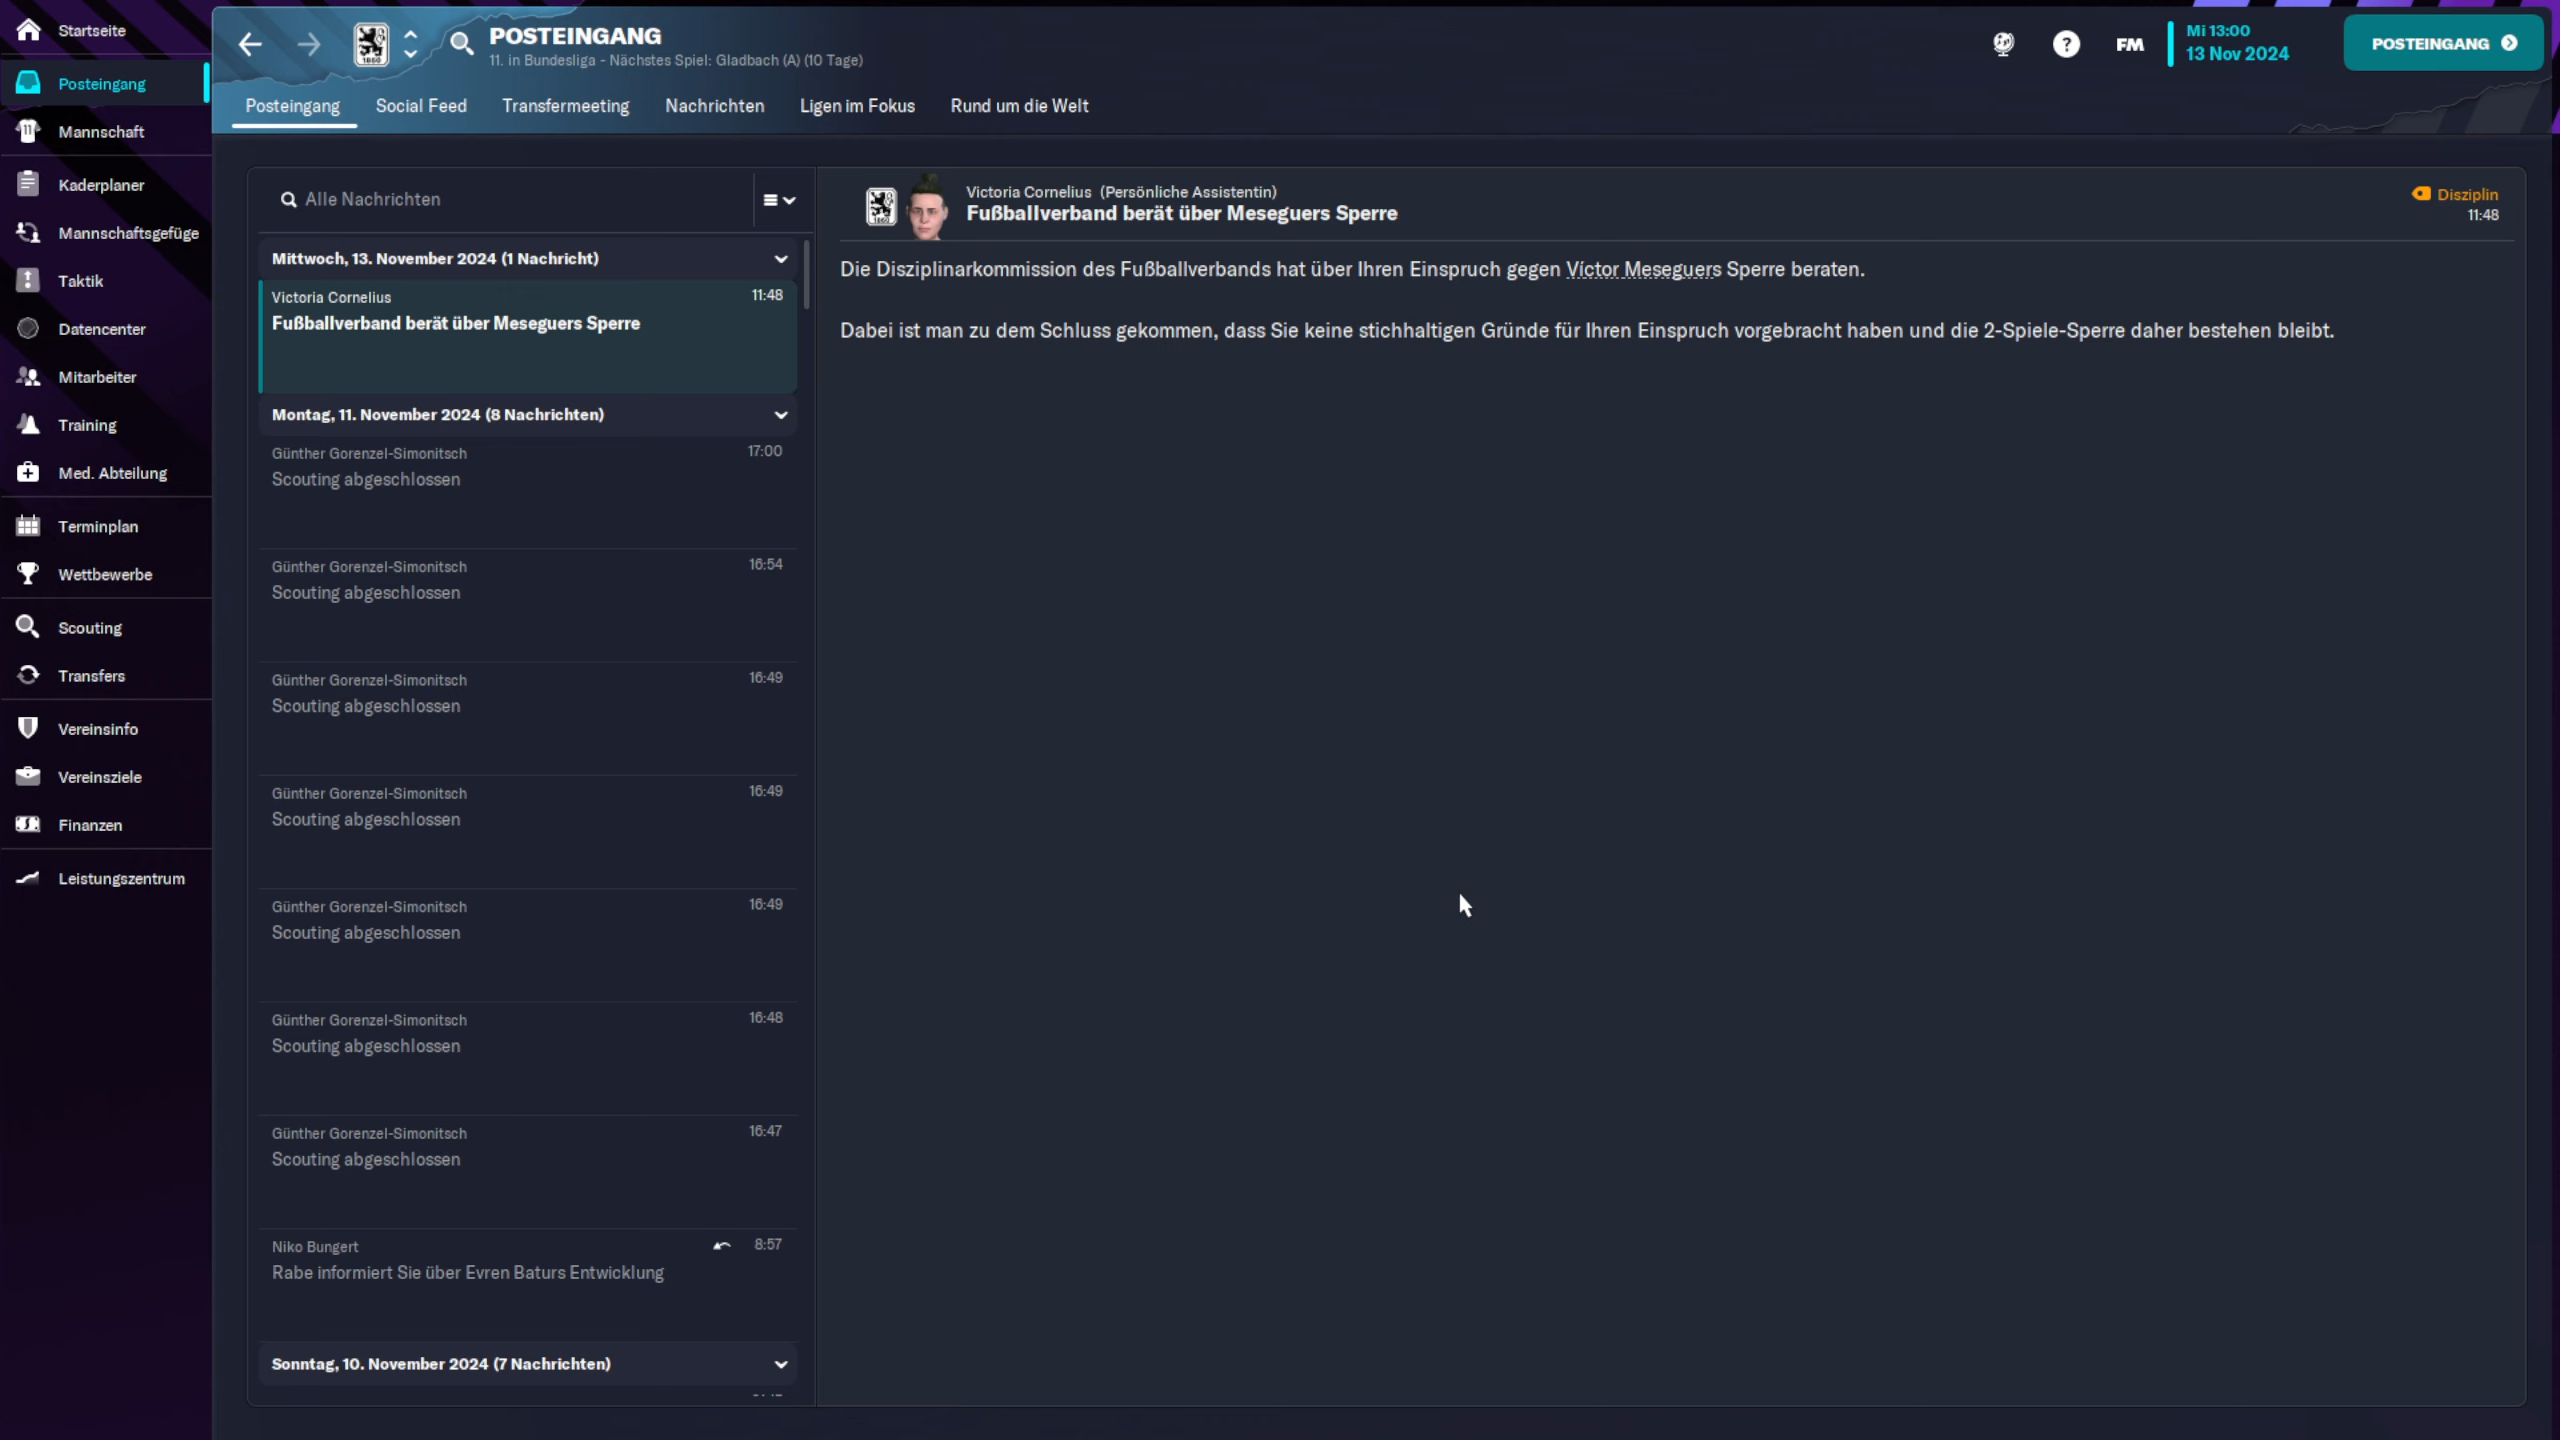 Startseite
Posteingang
Mannschaft
Kaderplaner
Mannschaftsgefüge
Taktik
Datencenter
Mitarbeiter
Training
Med. Abteilung
Terminplan
Wettbewerbe
Scouting
Transfers
Vereinsinfo
Vereinsziele
Finanzen
Leistungszentrum
POSTEINGANG
11. in Bundesliga - Nächstes Spiel: Gladbach (A) (10 Tage)
FM
Mi 13:00
13 Nov 2024
POSTEINGANG
Posteingang Social Feed Transfermeeting Nachrichten Ligen im Fokus Rund um die Welt
Alle Nachrichten
Mittwoch, 13. November 2024 (1 Nachricht)
Victoria Cornelius 11:48
Fußballverband berät über Meseguers Sperre
Montag, 11. November 2024 (8 Nachrichten)
Günther Gorenzel-Simonitsch 17:00
Scouting abgeschlossen
Günther Gorenzel-Simonitsch 16:54
Scouting abgeschlossen
Günther Gorenzel-Simonitsch 16:49
Scouting abgeschlossen
Günther Gorenzel-Simonitsch 16:49
Scouting abgeschlossen
Günther Gorenzel-Simonitsch 16:49
Scouting abgeschlossen
Günther Gorenzel-Simonitsch 16:48
Scouting abgeschlossen
Günther Gorenzel-Simonitsch 16:47
Scouting abgeschlossen
Niko Bungert 8:57
Rabe informiert Sie über Evren Baturs Entwicklung
Sonntag, 10. November 2024 (7 Nachrichten)
Victoria Cornelius (Persönliche Assistentin)
Fußballverband berät über Meseguers Sperre
Disziplin
11:48
Die Disziplinarkommission des Fußballverbands hat über Ihren Einspruch gegen Víctor Meseguers Sperre beraten.
Dabei ist man zu dem Schluss gekommen, dass Sie keine stichhaltigen Gründe für Ihren Einspruch vorgebracht haben und die 2-Spiele-Sperre daher bestehen bleibt.